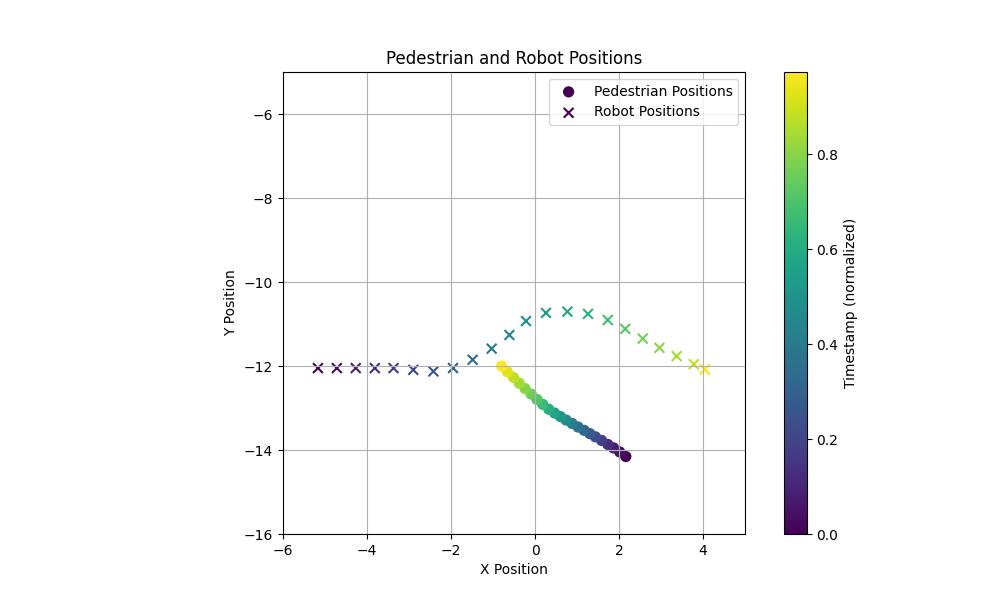 Pedestrian and Robot Positions
Pedestrian Positions
Robot Positions
Y Position
−6
−8
−10
−12
−14
−16
−6
−4
−2
0
2
4
X Position
0.8
0.6
0.4
0.2
0.0
Timestamp (normalized)